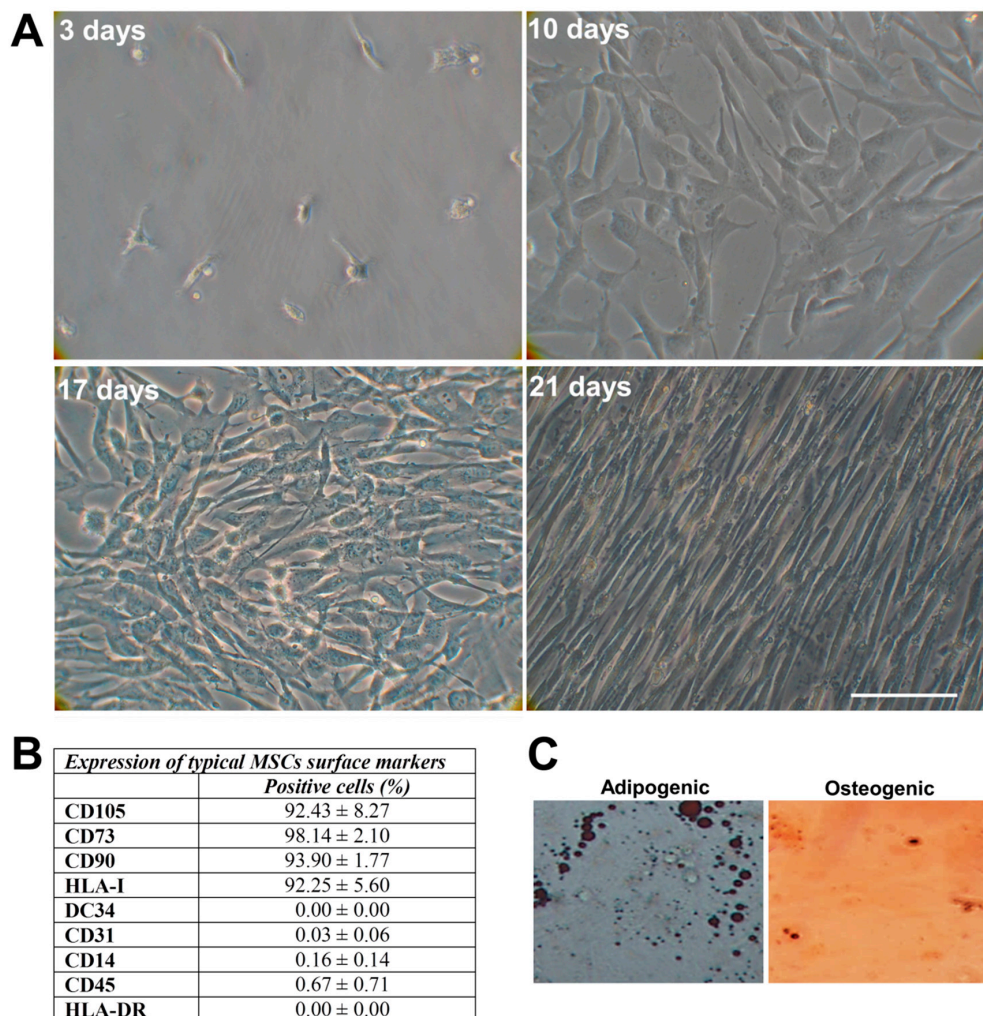 A
3 days
10 days
17 days
21 days
B
Expression of typical MSCs surface markers
Positive cells (%)
CD105 92.43 ± 8.27
CD73 98.14 ± 2.10
CD90 93.90 ± 1.77
HLA-I 92.25 ± 5.60
DC34 0.00 ± 0.00
CD31 0.03 ± 0.06
CD14 0.16 ± 0.14
CD45 0.67 ± 0.71
HLA-DR 0.00 ± 0.00
C
Adipogenic
Osteogenic